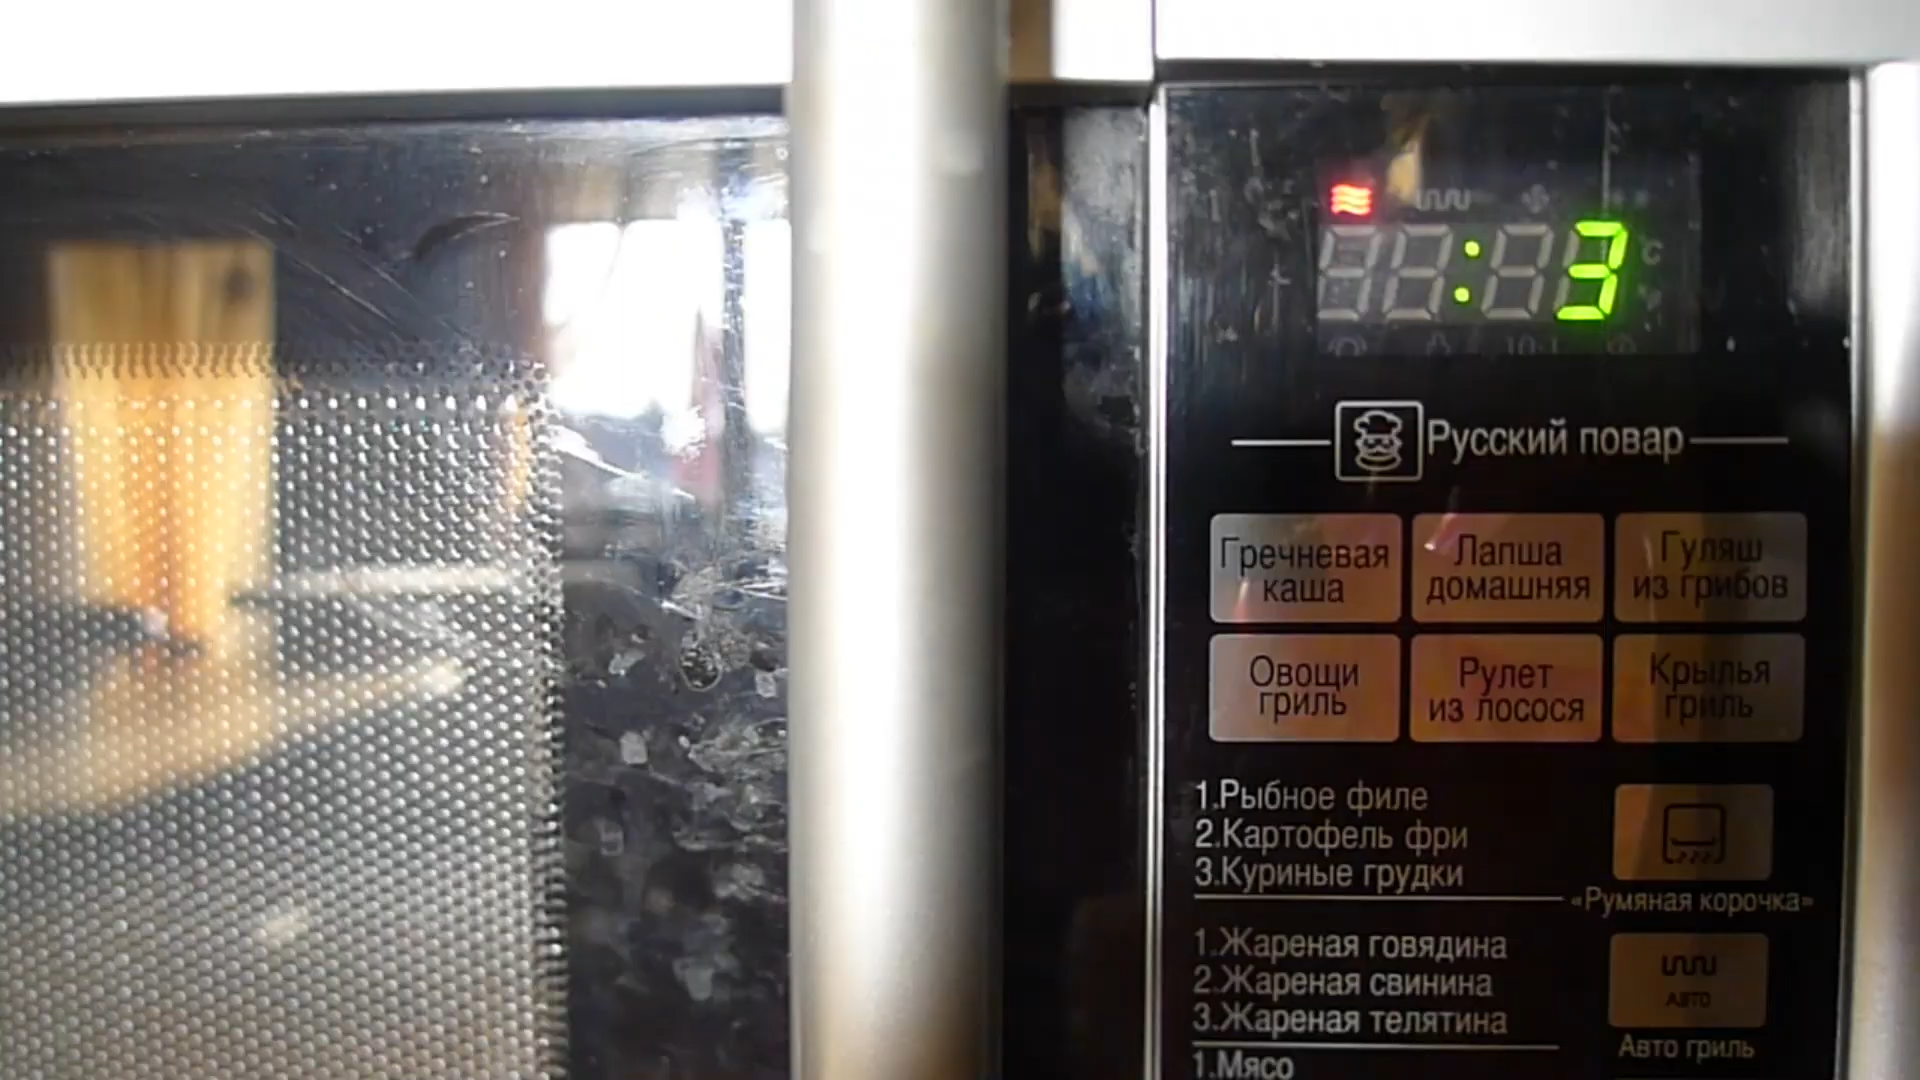 : 3
Русский повар
Гречневая
каша
Лапша
домашняя
Гуляш
из грибов
Овощи
гриль
Рулет
из лосося
Крылья
гриль
1.Рыбное филе
2.Картофель фри
3.Куриные грудки
«Румяная корочка»
1.Жареная говядина
2.Жареная свинина
3.Жареная телятина
АВТО
Авто гриль
1.Мясо